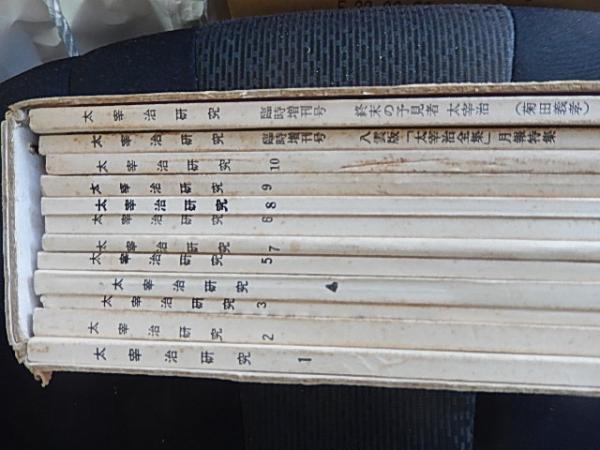 太宰治研究 臨時増刊号 終末の予見者 太宰治 (菊田義孝)
太宰治研究 臨時増刊号 八雲版「太宰治全集」月報特集
太宰治研究 10
太宰治研究 9
太宰治研究 8
太宰治研究 6
太宰治研究 7
太宰治研究 5
太宰治研究 4
太宰治研究 3
太宰治研究 2
太宰治研究 1